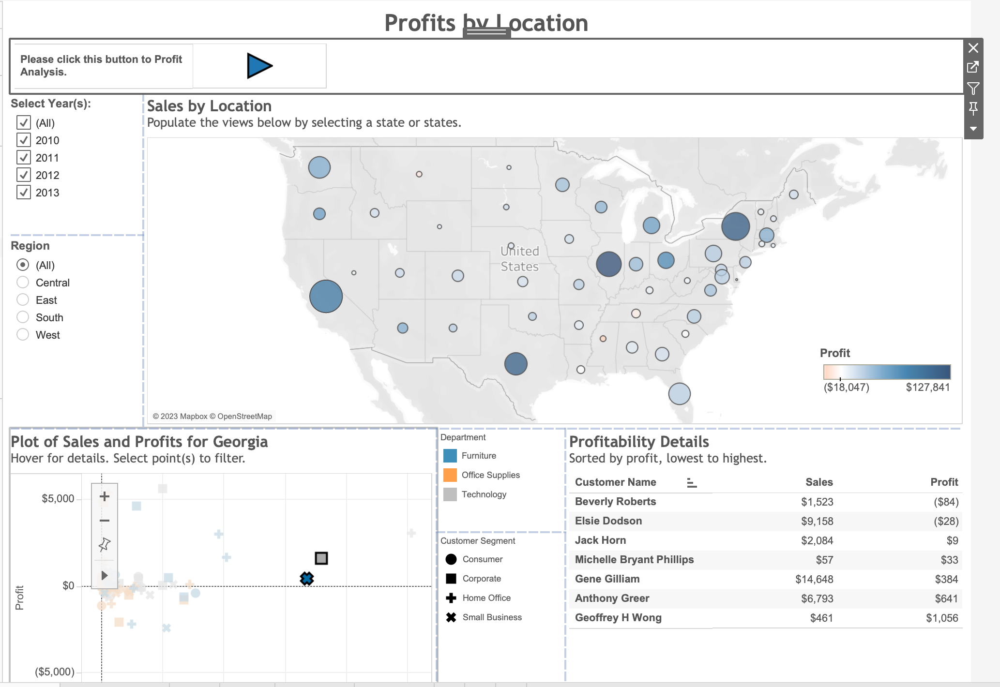 Profits by Location
Please click this button to Profit
Analysis.
Select Year(s):
(All)
2010
2011
2012
2013
Region
(All)
Central
East
South
West
Sales by Location
Populate the views below by selecting a state or states.
United
States
Profit
($18,047) $127,841
© 2023 Mapbox © OpenStreetMap
Plot of Sales and Profits for Georgia
Hover for details. Select point(s) to filter.
$5,000
$0
($5,000)
Profit
Department
Furniture
Office Supplies
Technology
Customer Segment
Consumer
Corporate
Home Office
Small Business
Profitability Details
Sorted by profit, lowest to highest.
Customer Name Sales Profit
Beverly Roberts $1,523 ($84)
Elsie Dodson $9,158 ($28)
Jack Horn $2,084 $9
Michelle Bryant Phillips $57 $33
Gene Gilliam $14,648 $384
Anthony Greer $6,793 $641
Geoffrey H Wong $461 $1,056